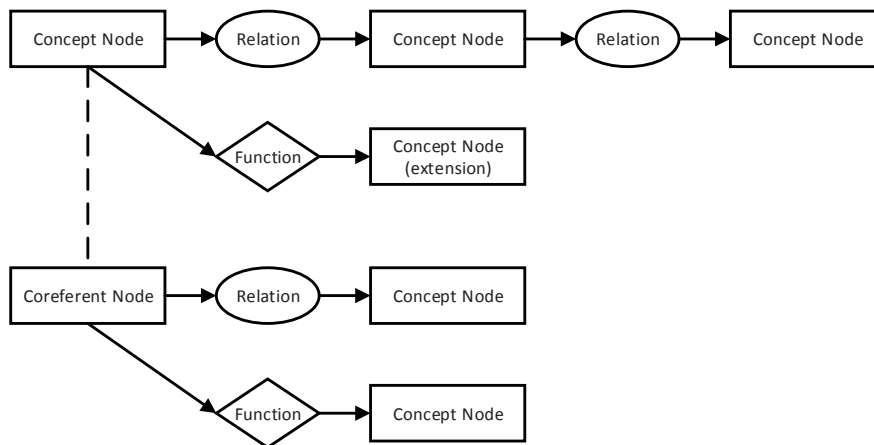 Concept Node
Relation
Concept Node
Relation
Concept Node
Function
Concept Node
(extension)
Coreferent Node
Relation
Concept Node
Function
Concept Node